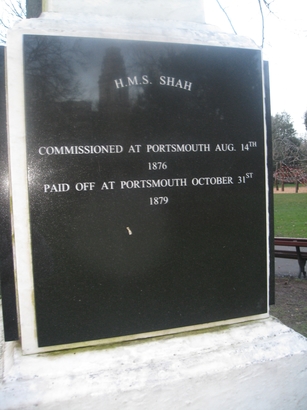 H.M.S. SHAH
COMMISSIONED AT PORTSMOUTH AUG. 14TH
1876
PAID OFF AT PORTSMOUTH OCTOBER 31ST
1879